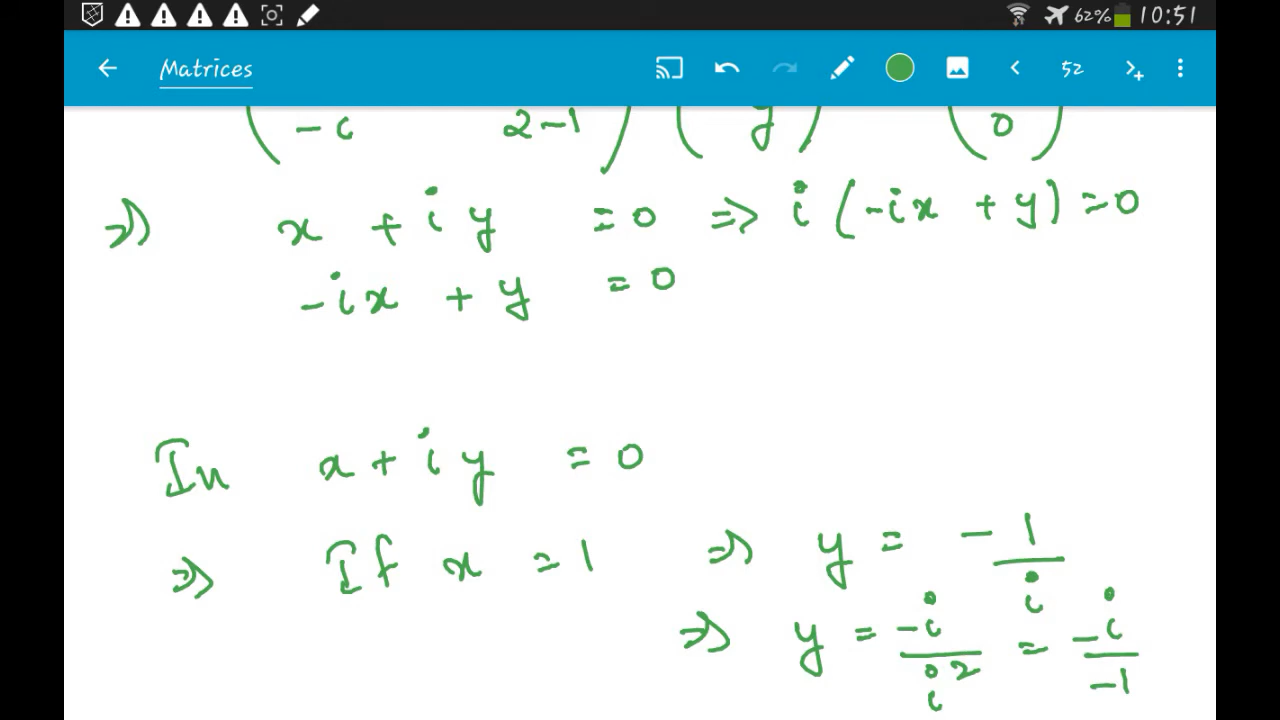 62% 10:51
Matrices 52
-i 2-1 y 0
⇒ x + iy = 0 ⇒ i(-ix + y) = 0
-ix + y = 0
In x + iy = 0
⇒ If x = 1 ⇒ y = -1/i
⇒ y = -i/i² = -i/-1